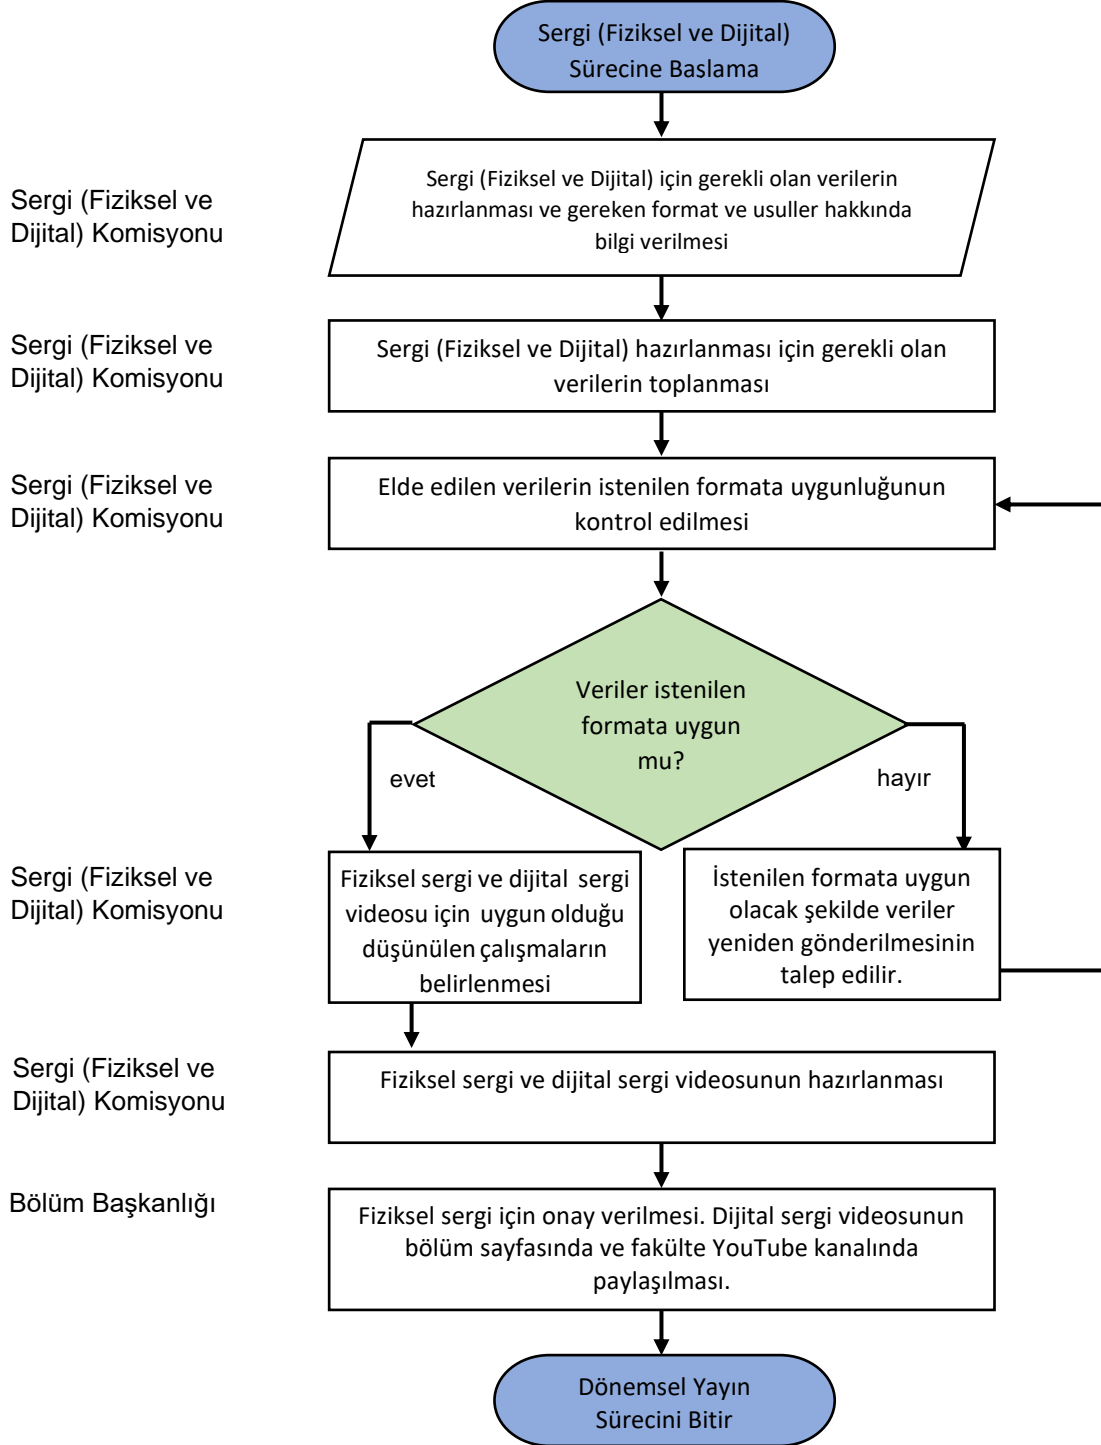 Sergi (Fiziksel ve Dijital)
Sürecine Baslama
Sergi (Fiziksel ve
Dijital) Komisyonu
Sergi (Fiziksel ve Dijital) için gerekli olan verilerin
hazırlanması ve gereken format ve usuller hakkında
bilgi verilmesi
Sergi (Fiziksel ve
Dijital) Komisyonu
Sergi (Fiziksel ve Dijital) hazırlanması için gerekli olan
verilerin toplanması
Sergi (Fiziksel ve
Dijital) Komisyonu
Elde edilen verilerin istenilen formata uygunluğunun
kontrol edilmesi
Veriler istenilen
formata uygun
mu?
evet
hayır
Sergi (Fiziksel ve
Dijital) Komisyonu
Fiziksel sergi ve dijital sergi
videosu için uygun olduğu
düşünülen çalışmaların
belirlenmesi
İstenilen formata uygun
olacak şekilde veriler
yeniden gönderilmesinin
talep edilir.
Sergi (Fiziksel ve
Dijital) Komisyonu
Fiziksel sergi ve dijital sergi videosunun hazırlanması
Bölüm Başkanlığı
Fiziksel sergi için onay verilmesi. Dijital sergi videosunun
bölüm sayfasında ve fakülte YouTube kanalında
paylaşılması.
Dönemsel Yayın
Sürecini Bitir